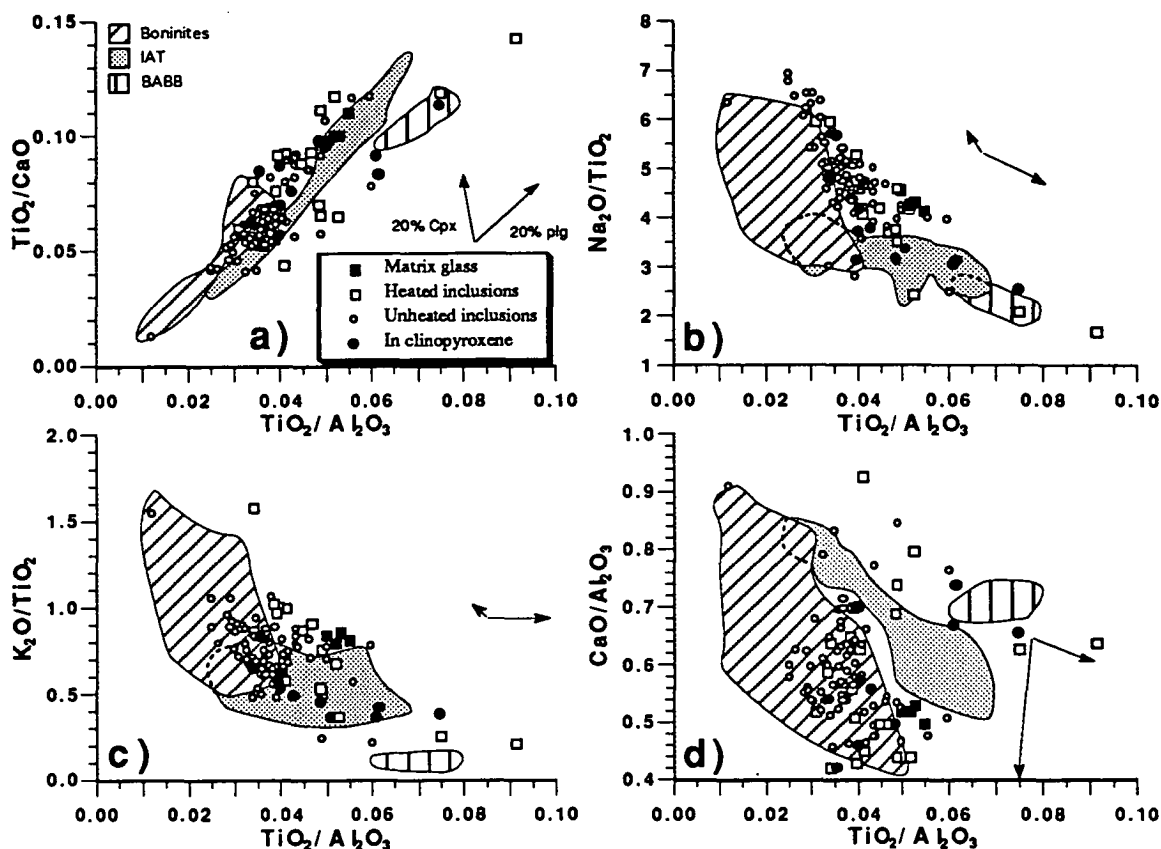 Boninites
IAT
BABB
TiO2/CaO
0.15
0.10
0.05
0.00
20% Cpx
20% plg
Matrix glass
Heated inclusions
Unheated inclusions
In clinopyroxene
a)
0.00 0.02 0.04 0.06 0.08 0.10
TiO2/ Al2O3
Na2O/TiO2
8
7
6
5
4
3
2
1
b)
0.00 0.02 0.04 0.06 0.08 0.10
TiO2/ Al2O3
K2O/TiO2
2.0
1.5
1.0
0.5
0.0
c)
0.00 0.02 0.04 0.06 0.08 0.10
TiO2/ Al2O3
CaO/Al2O3
1.0
0.9
0.8
0.7
0.6
0.5
0.4
d)
0.00 0.02 0.04 0.06 0.08 0.10
TiO2/ Al2O3